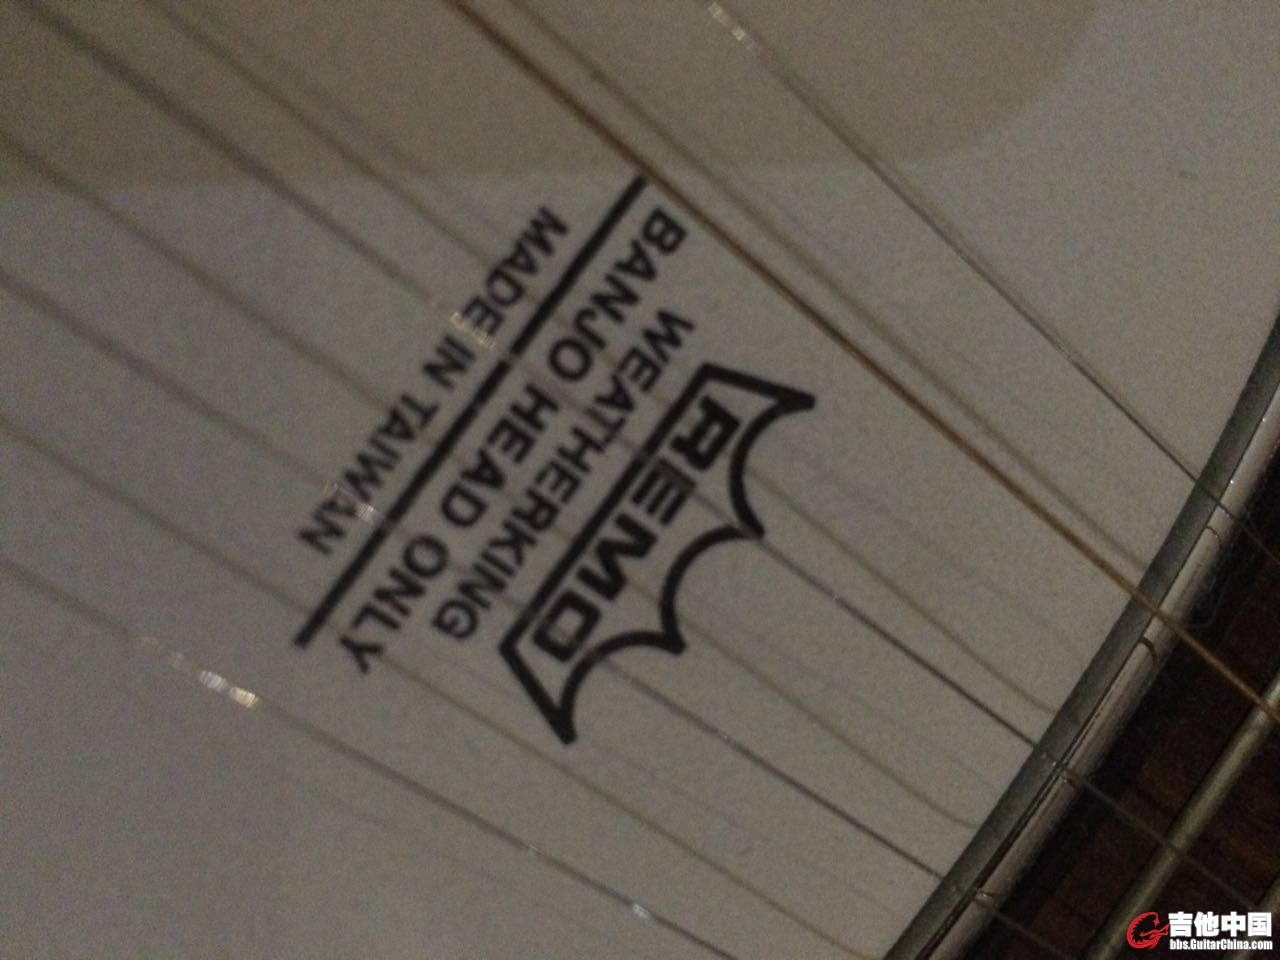 REMO
WEATHERKING
BANJO HEAD ONLY
MADE IN TAIWAN
吉他中国
bbs.GuitarChina.com